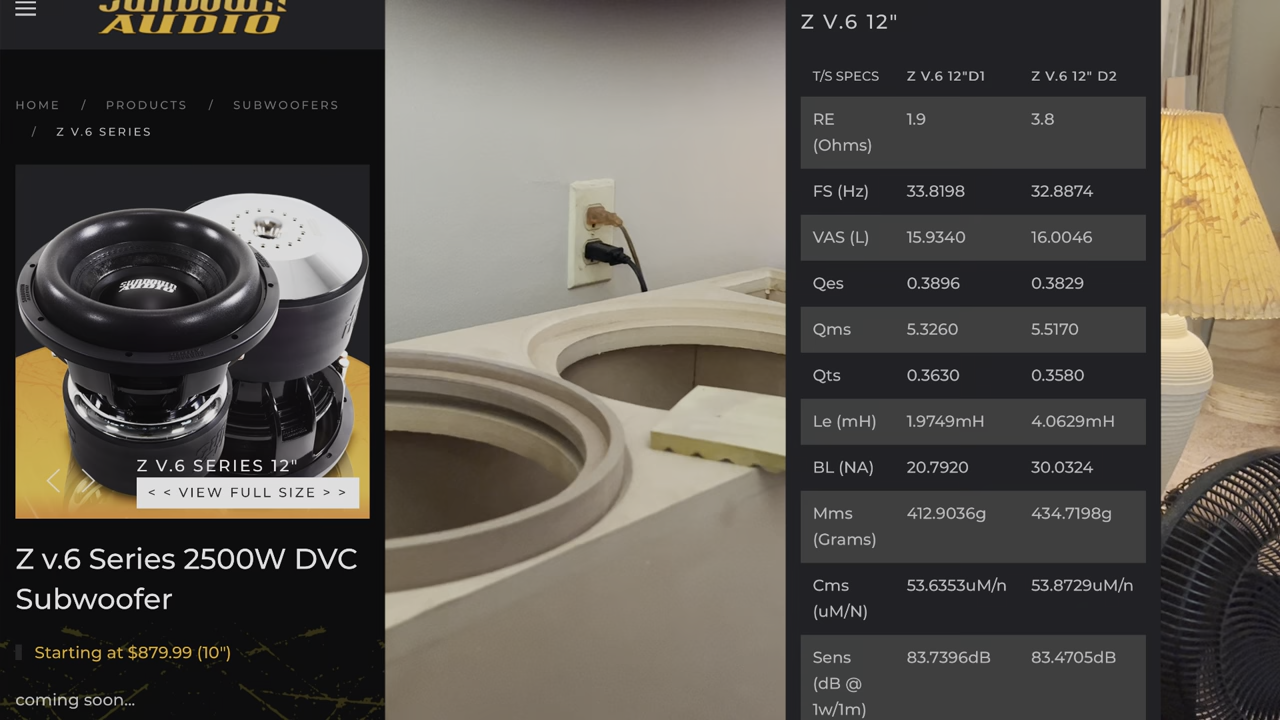 SUNDOWN
AUDIO
HOME / PRODUCTS / SUBWOOFERS
/ Z V.6 SERIES
SUNDOWN
AUDIO
Z V.6 SERIES 12"
< < VIEW FULL SIZE > >
Z v.6 Series 2500W DVC
Subwoofer
Starting at $879.99 (10")
coming soon...
Z V.6 12"
T/S SPECS Z V.6 12"D1 Z V.6 12" D2
RE
(Ohms) 1.9 3.8
FS (Hz) 33.8198 32.8874
VAS (L) 15.9340 16.0046
Qes 0.3896 0.3829
Qms 5.3260 5.5170
Qts 0.3630 0.3580
Le (mH) 1.9749mH 4.0629mH
BL (NA) 20.7920 30.0324
Mms
(Grams) 412.9036g 434.7198g
Cms
(uM/N) 53.6353uM/n 53.8729uM/n
Sens
(dB @
1w/1m) 83.7396dB 83.4705dB